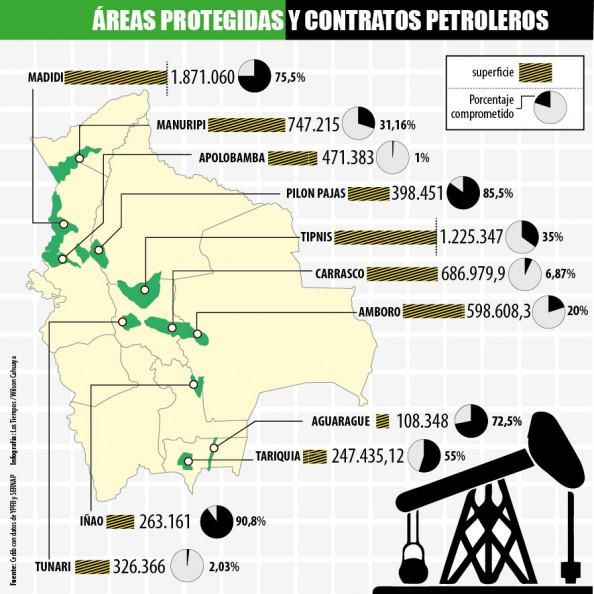 ÁREAS PROTEGIDAS Y CONTRATOS PETROLEROS
superficie
Porcentaje
comprometido
MADIDI 1.871.060 75,5%
MANURIPI 747.215 31,16%
APOLOBAMBA 471.383 1%
PILON PAJAS 398.451 85,5%
TIPNIS 1.225.347 35%
CARRASCO 686.979,9 6,87%
AMBORO 598.608,3 20%
AGUARAGUE 108.348 72,5%
TARIQUIA 247.435,12 55%
IÑAO 263.161 90,8%
TUNARI 326.366 2,03%
Fuente: Cedib con datos de YPFB y SERNAP Infografía: Los Tiempos / Wilson Cahuaya